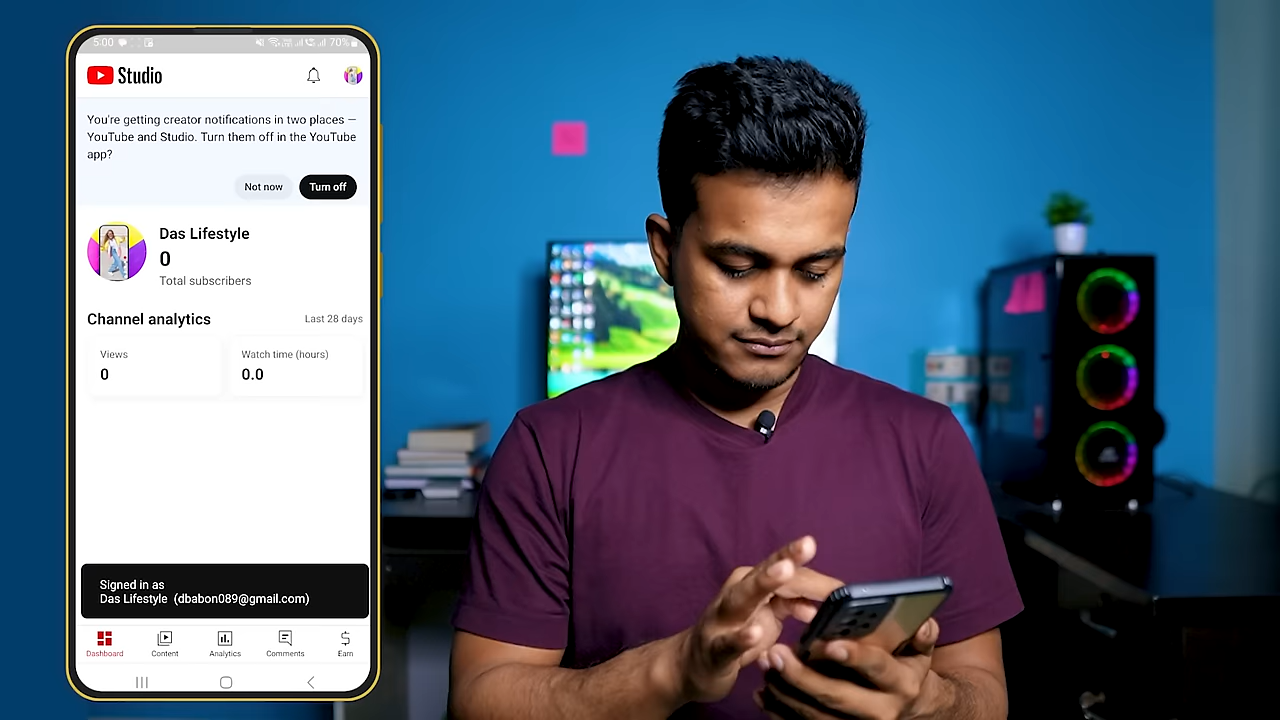 5:00 70%
Studio
You're getting creator notifications in two places —
YouTube and Studio. Turn them off in the YouTube
app?
Not now Turn off
Das Lifestyle
0
Total subscribers
Channel analytics Last 28 days
Views Watch time (hours)
0 0.0
Signed in as
Das Lifestyle (dbabon089@gmail.com)
Dashboard Content Analytics Comments Earn